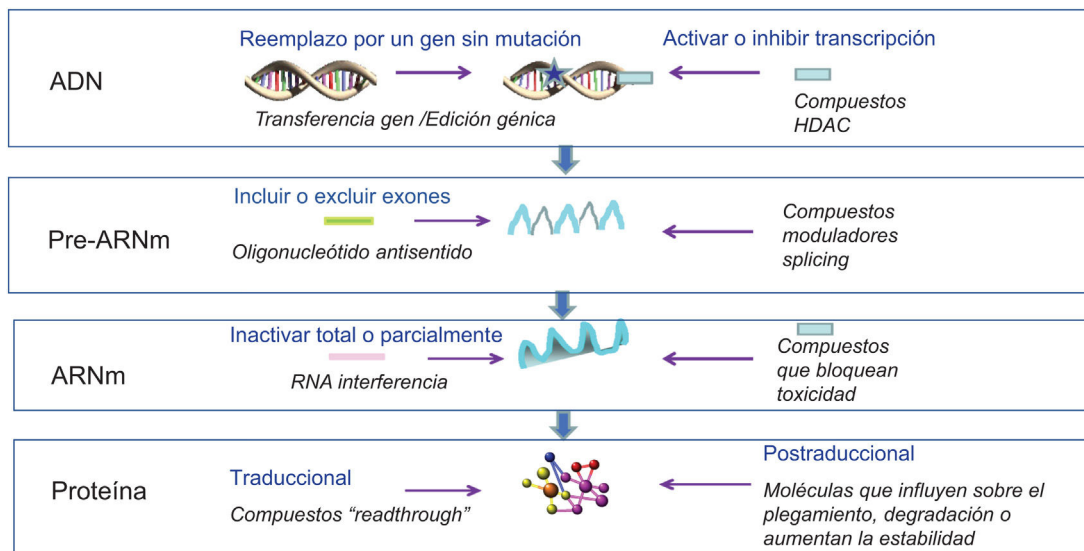 ADN
Reemplazo por un gen sin mutación
Transferencia gen /Edición génica
Activar o inhibir transcripción
Compuestos
HDAC
Pre-ARNm
Incluir o excluir exones
Oligonucleótido antisentido
Compuestos
moduladores
splicing
ARNm
Inactivar total o parcialmente
RNA interferencia
Compuestos
que bloquean
toxicidad
Proteína
Traduccional
Compuestos “readthrough”
Postraduccional
Moléculas que influyen sobre el
plegamiento, degradación o
aumentan la estabilidad